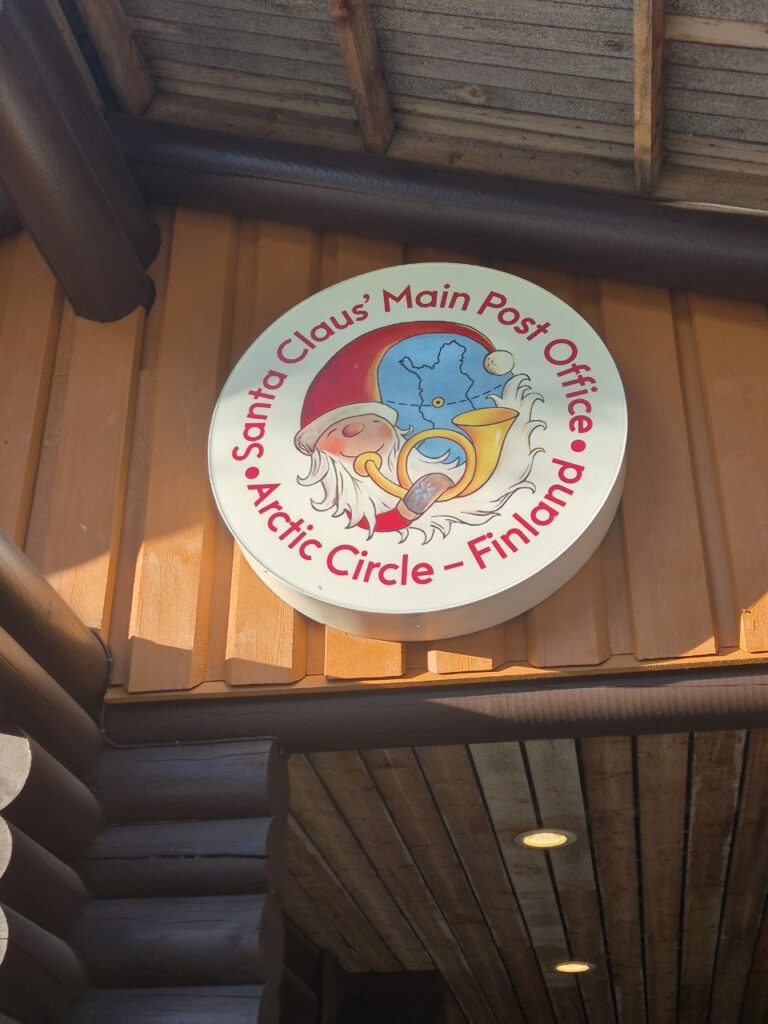 Santa Claus' Main Post Office
Arctic Circle – Finland